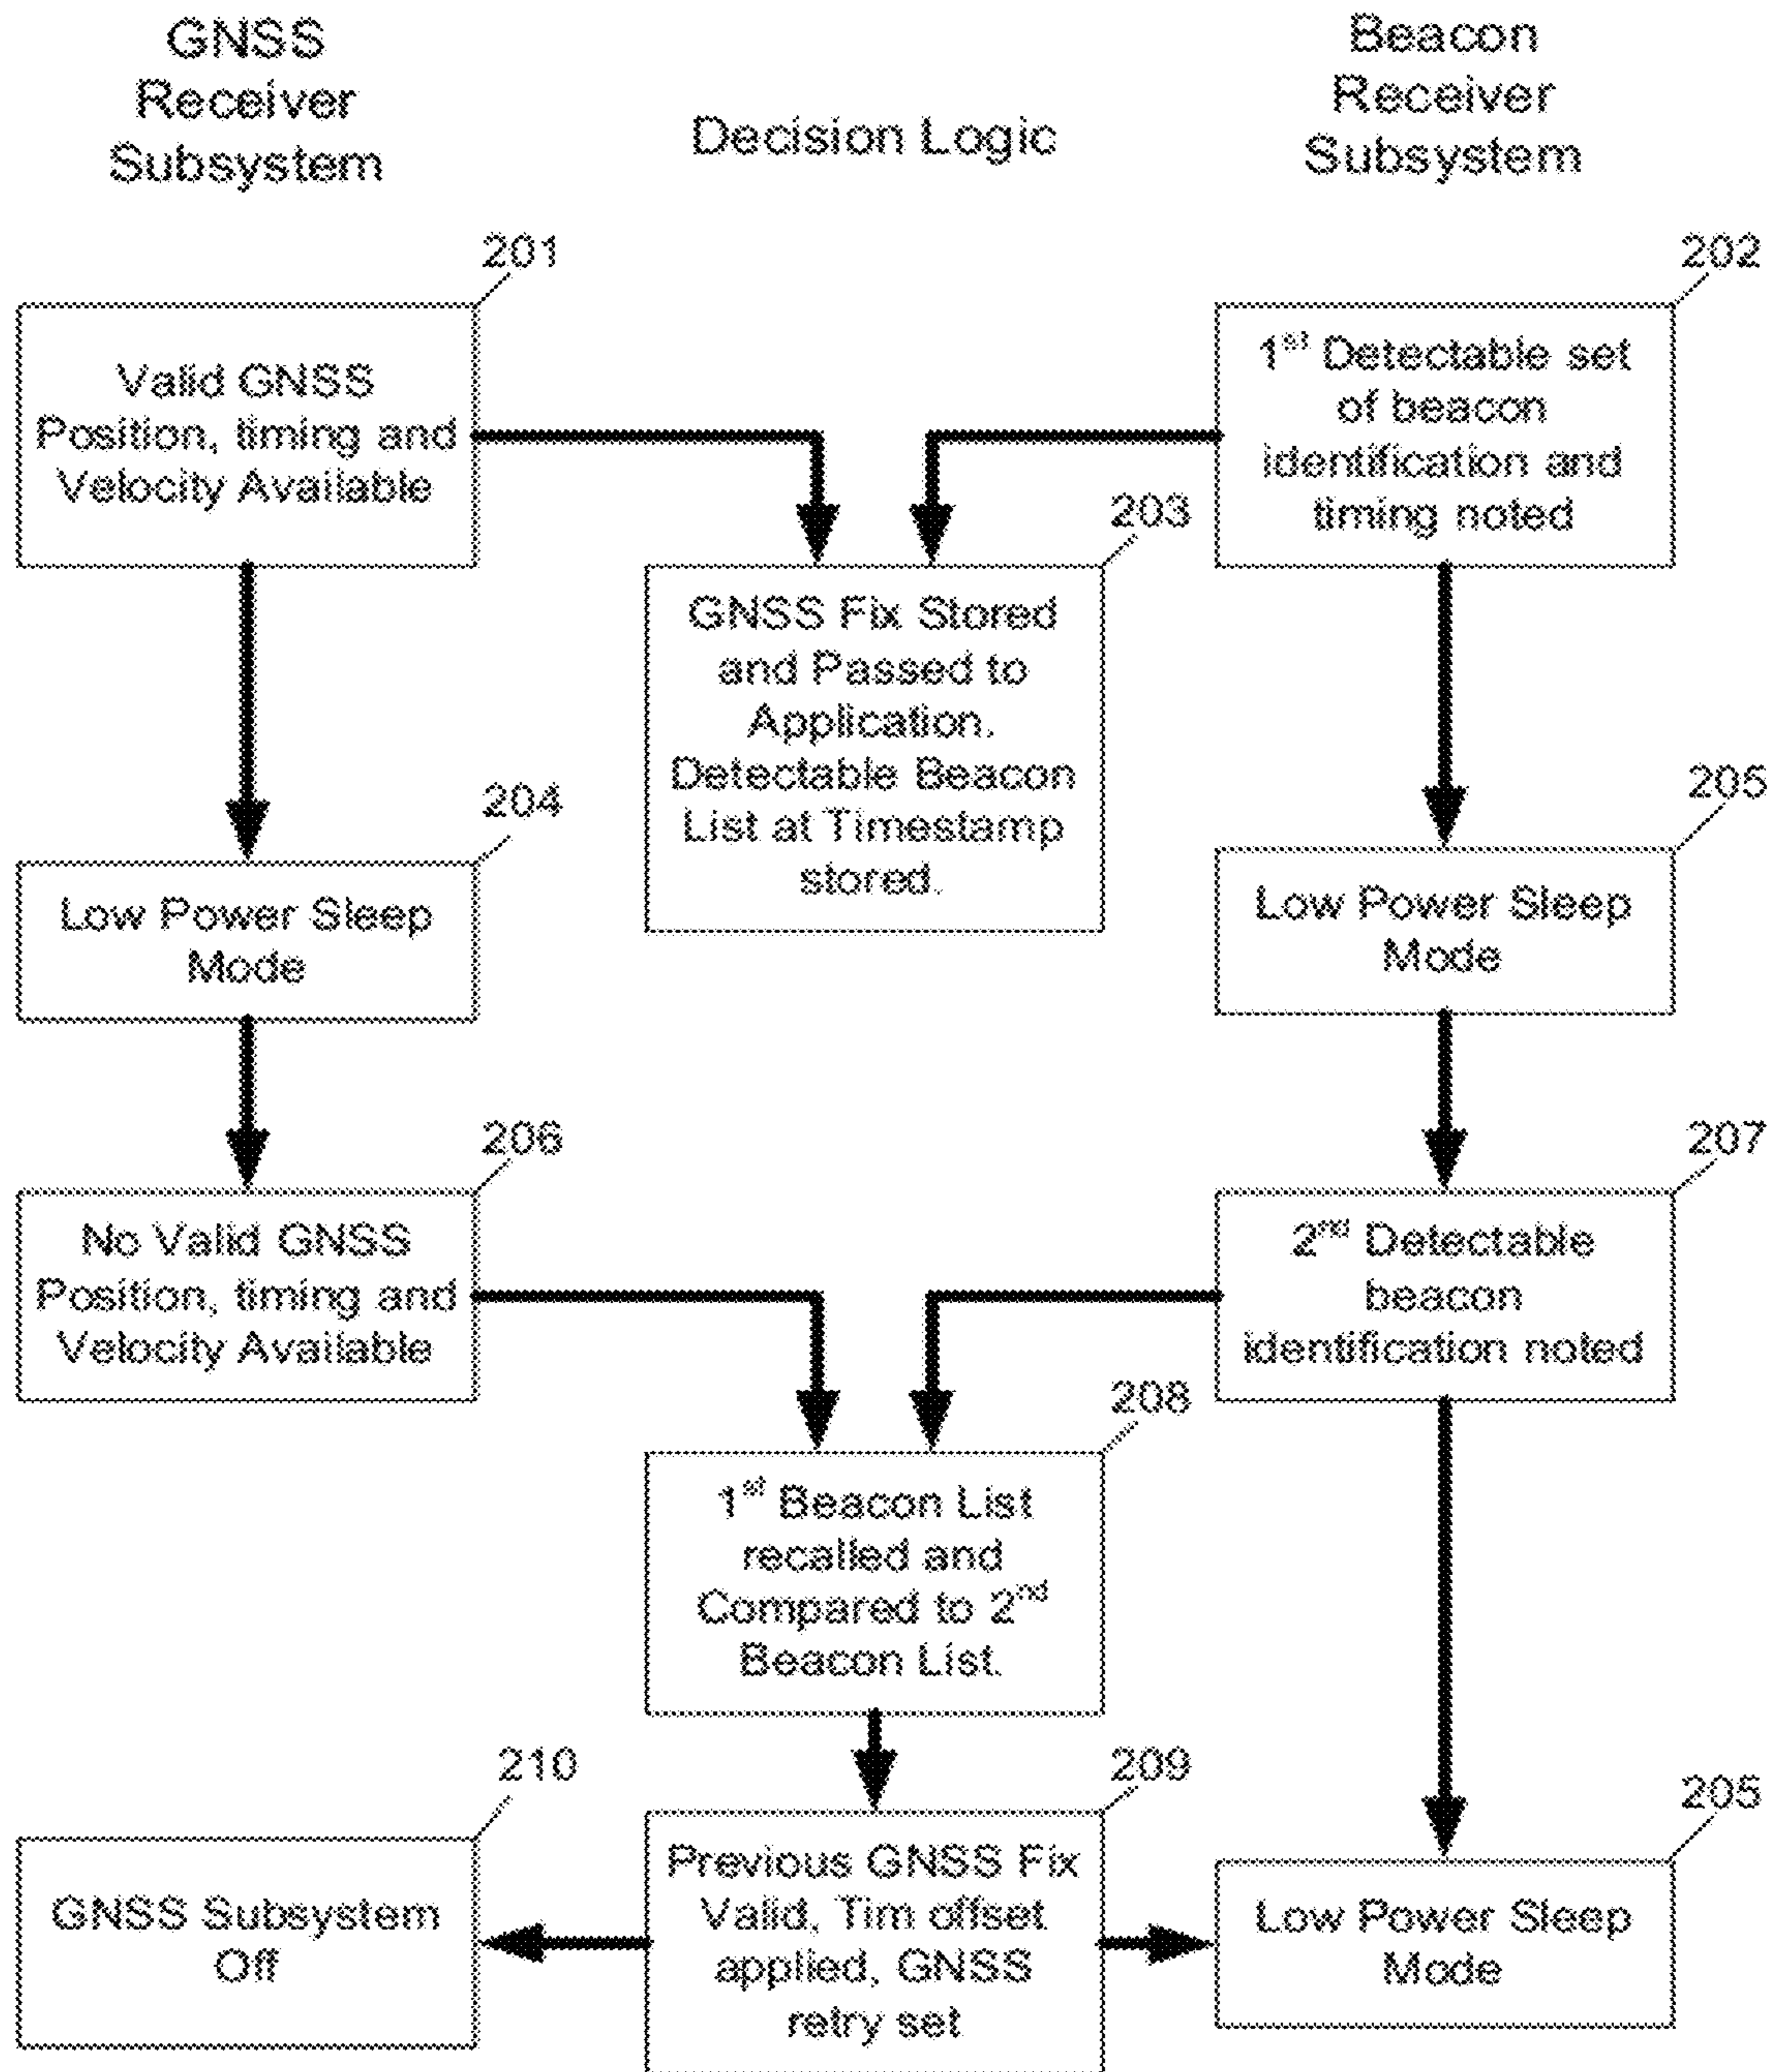 GNSS
Receiver
Subsystem
Decision Logic
Beacon
Receiver
Subsystem
201
Valid GNSS
Position, timing and
Velocity Available
202
1st Detectable set
of beacon
identification and
timing noted
203
GNSS Fix Stored
and Passed to
Application.
Detectable Beacon
List at Timestamp
stored.
204
Low Power Sleep
Mode
205
Low Power Sleep
Mode
206
No Valid GNSS
Position, timing and
Velocity Available
207
2nd Detectable
beacon
identification noted
208
1st Beacon List
recalled and
Compared to 2nd
Beacon List.
210
GNSS Subsystem
Off
209
Previous GNSS Fix
Valid, Tim offset
applied, GNSS
retry set
205
Low Power Sleep
Mode